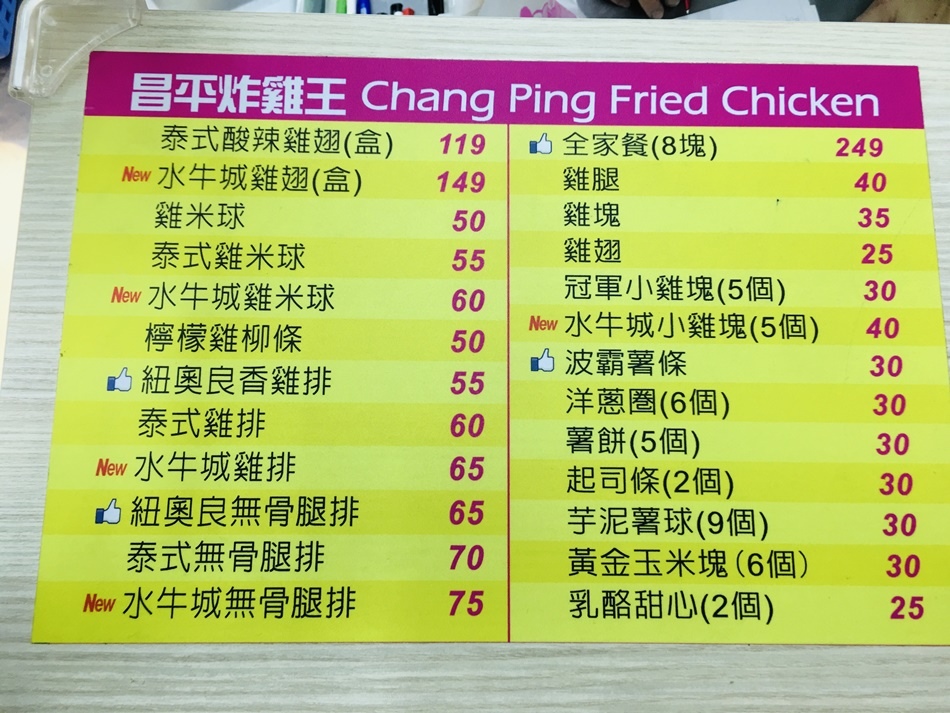 昌平炸雞王 Chang Ping Fried Chicken
泰式酸辣雞翅(盒) 119
New 水牛城雞翅(盒) 149
雞米球 50
泰式雞米球 55
New 水牛城雞米球 60
檸檬雞柳條 50
紐奧良香雞排 55
泰式雞排 60
New 水牛城雞排 65
紐奧良無骨腿排 65
泰式無骨腿排 70
New 水牛城無骨腿排 75
全家餐(8塊) 249
雞腿 40
雞塊 35
雞翅 25
冠軍小雞塊(5個) 30
New 水牛城小雞塊(5個) 40
波霸薯條 30
洋蔥圈(6個) 30
薯餅(5個) 30
起司條(2個) 30
芋泥薯球(9個) 30
黃金玉米塊(6個) 30
乳酪甜心(2個) 25